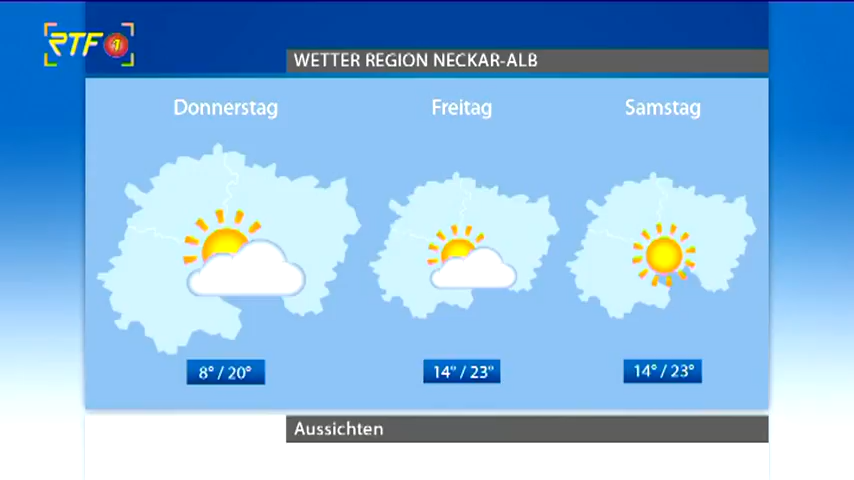 RTF 1
WETTER REGION NECKAR-ALB
Donnerstag
Freitag
Samstag
8° / 20°
14° / 23°
14° / 23°
Aussichten